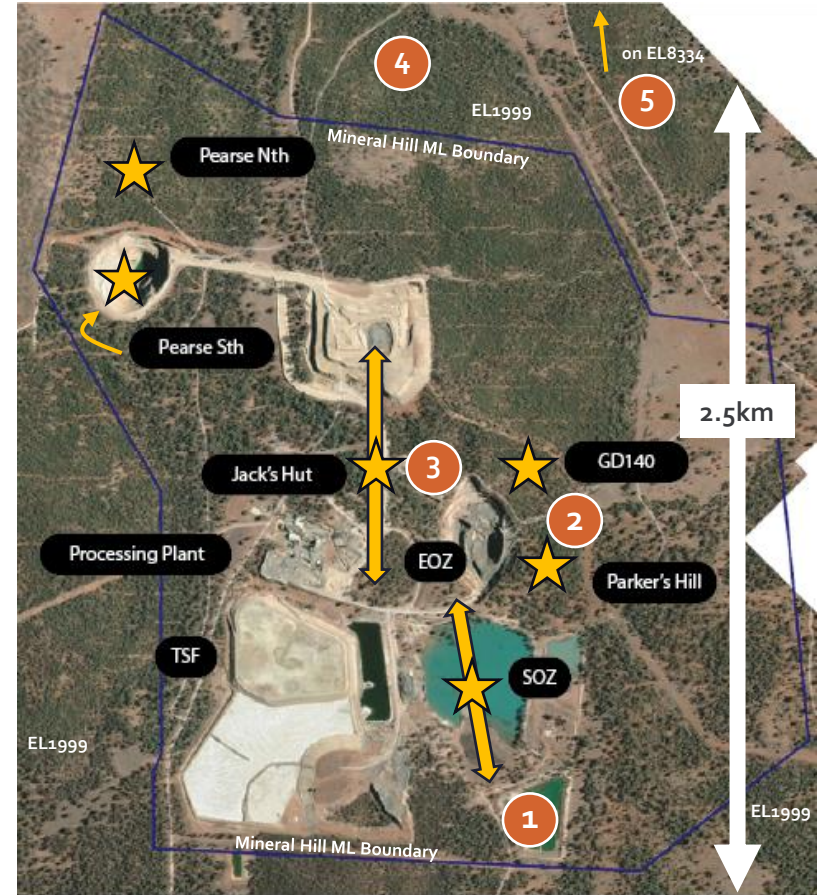 on EL8334
4
5
EL1999
Mineral Hill ML Boundary
Pearse Nth
Pearse Sth
2.5km
Jack's Hut
3
GD140
2
Processing Plant
EOZ
Parker's Hill
TSF
SOZ
EL1999
1
EL1999
Mineral Hill ML Boundary